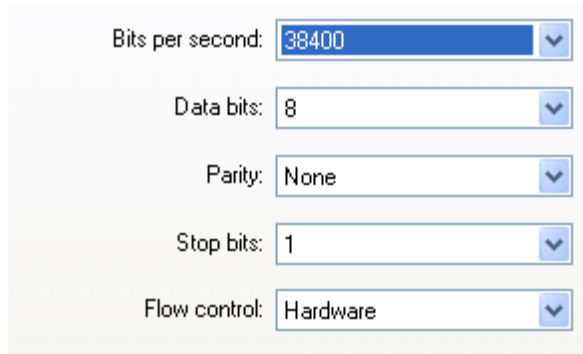 Bits per second: 38400
Data bits: 8
Parity: None
Stop bits: 1
Flow control: Hardware